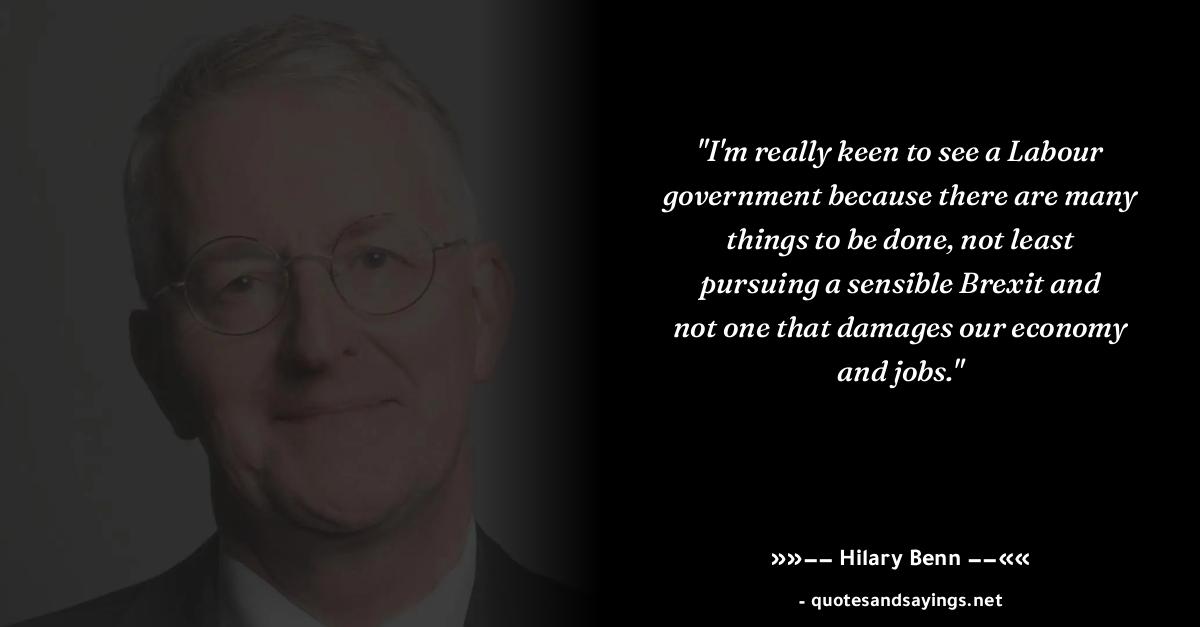 "I'm really keen to see a Labour
government because there are many
things to be done, not least
pursuing a sensible Brexit and
not one that damages our economy
and jobs."
»»−− Hilary Benn −−««
- quotesandsayings.net